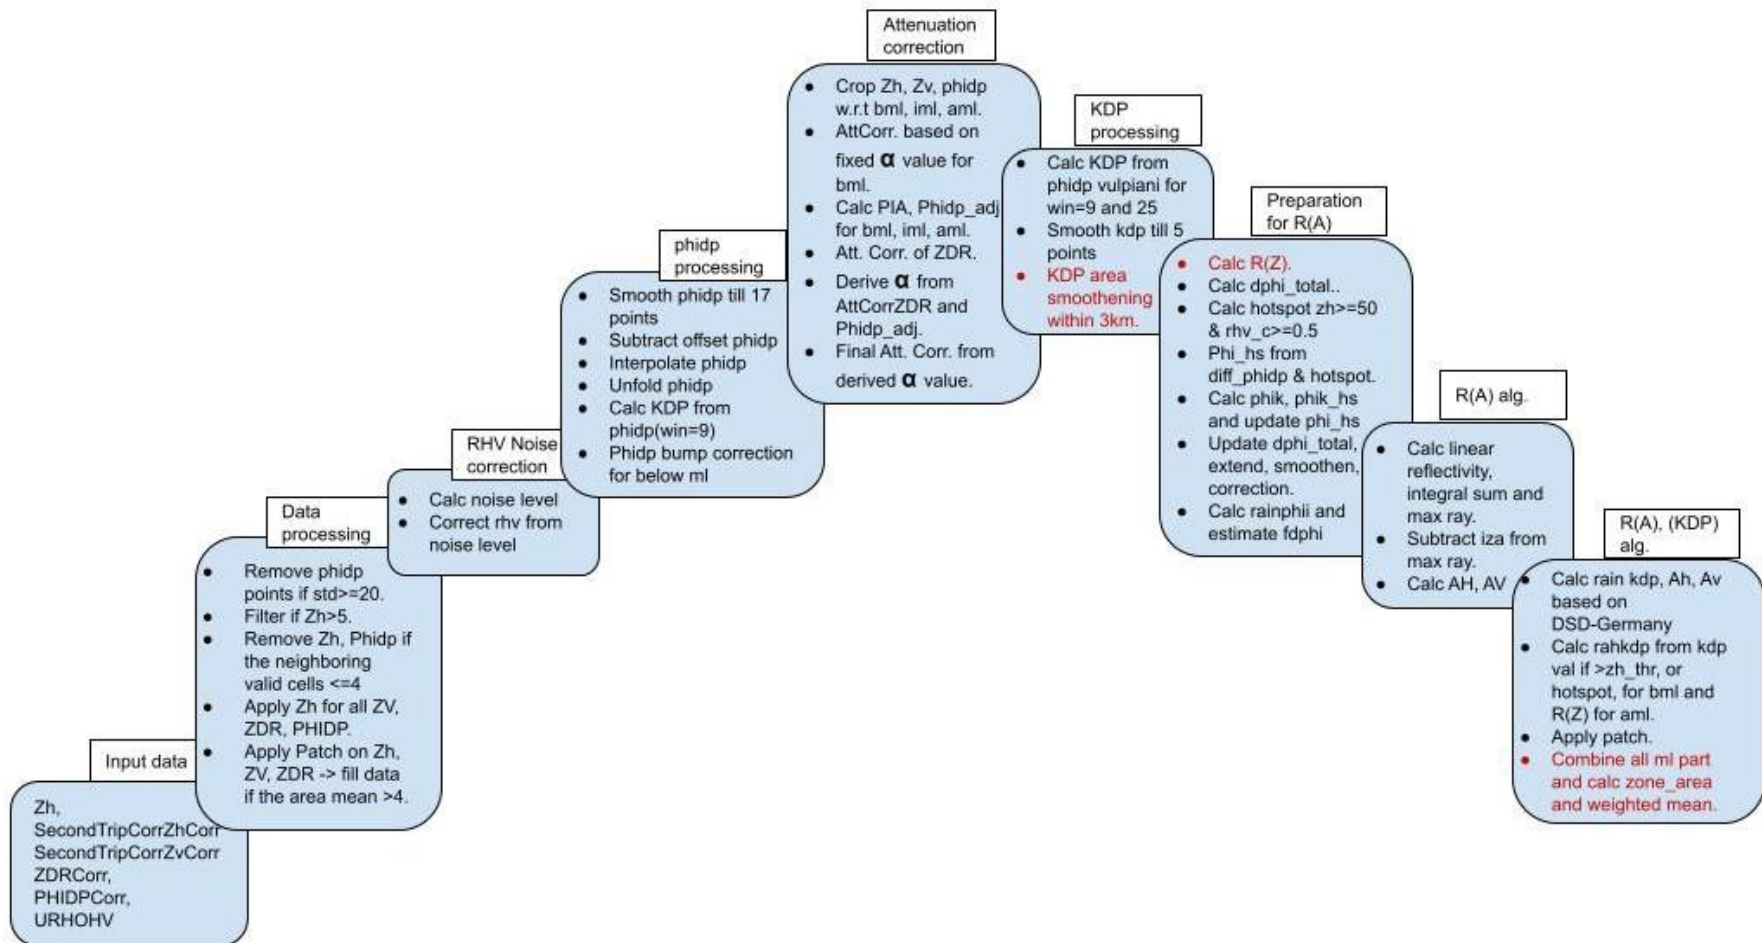 Input data
Zh,
SecondTripCorrZhCorr
SecondTripCorrZvCorr
ZDRCorr,
PHIDPCorr,
URHOHV
Data
processing
● Remove phidp
points if std>=20.
● Filter if Zh>5.
● Remove Zh, Phidp if
the neighboring
valid cells <=4
● Apply Zh for all ZV,
ZDR, PHIDP.
● Apply Patch on Zh,
ZV, ZDR -> fill data
if the area mean >4.
RHV Noise
correction
● Calc noise level
● Correct rhv from
noise level
phidp
processing
● Smooth phidp till 17
points
● Subtract offset phidp
● Interpolate phidp
● Unfold phidp
● Calc KDP from
phidp(win=9)
● Phidp bump correction
for below ml
Attenuation
correction
● Crop Zh, Zv, phidp
w.r.t bml, iml, aml.
● AttCorr. based on
fixed α value for
bml.
● Calc PIA, Phidp_adj
for bml, iml, aml.
● Att. Corr. of ZDR.
● Derive α from
AttCorrZDR and
Phidp_adj.
● Final Att. Corr. from
derived α value.
KDP
processing
● Calc KDP from
phidp vulpiani for
win=9 and 25
● Smooth kdp till 5
points
● KDP area
smoothening
within 3km.
Preparation
for R(A)
● Calc R(Z).
● Calc dphi_total..
● Calc hotspot zh>=50
& rhv_c>=0.5
● Phi_hs from
diff_phidp & hotspot.
● Calc phik, phik_hs
and update phi_hs
● Update dphi_total,
extend, smoothen,
correction.
● Calc rainphii and
estimate fdphi
R(A) alg.
● Calc linear
reflectivity,
integral sum and
max ray.
● Subtract iza from
max ray.
● Calc AH, AV
R(A), (KDP)
alg.
● Calc rain kdp, Ah, Av
based on
DSD-Germany
● Calc rahkdp from kdp
val if >zh_thr, or
hotspot, for bml and
R(Z) for aml.
● Apply patch.
● Combine all ml part
and calc zone_area
and weighted mean.